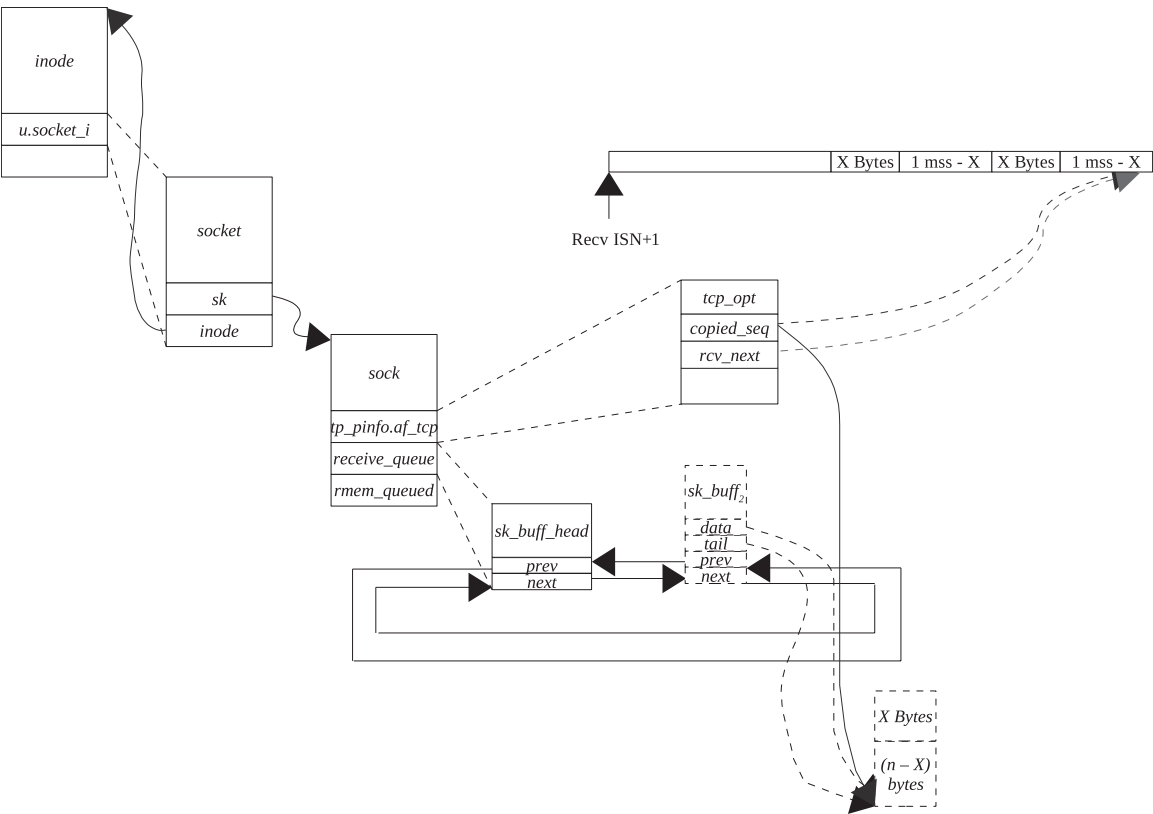 inode
u.socket_i
socket
sk
inode
X Bytes
1 mss - X
X Bytes
1 mss - X
Recv ISN+1
tcp_opt
copied_seq
rcv_next
sock
tp_pinfo.af_tcp
receive_queue
rmem_queued
sk_buff_head
prev
next
sk_buff2
data
tail
prev
next
X Bytes
(n – X)
bytes